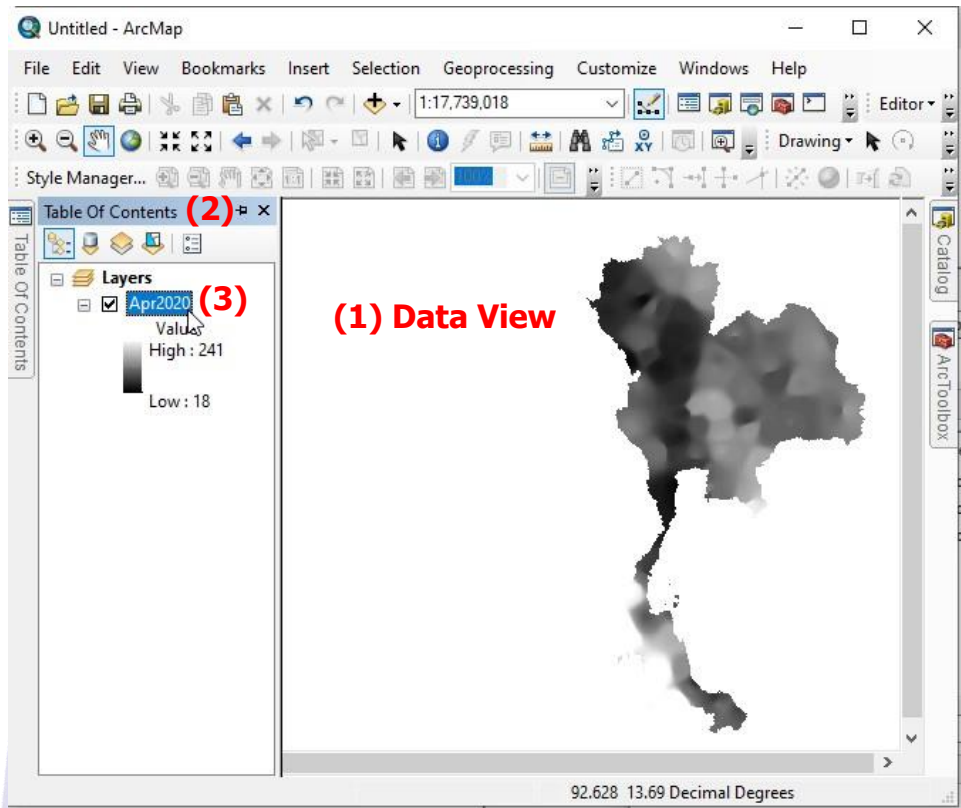 Untitled - ArcMap
File Edit View Bookmarks Insert Selection Geoprocessing Customize Windows Help
1:17,739,018 Editor
Drawing
Style Manager... 100%
Table Of Contents (2)
Table Of Contents
Layers
Apr2020 (3)
Value
High : 241
Low : 18
(1) Data View
Catalog
ArcToolbox
92.628 13.69 Decimal Degrees